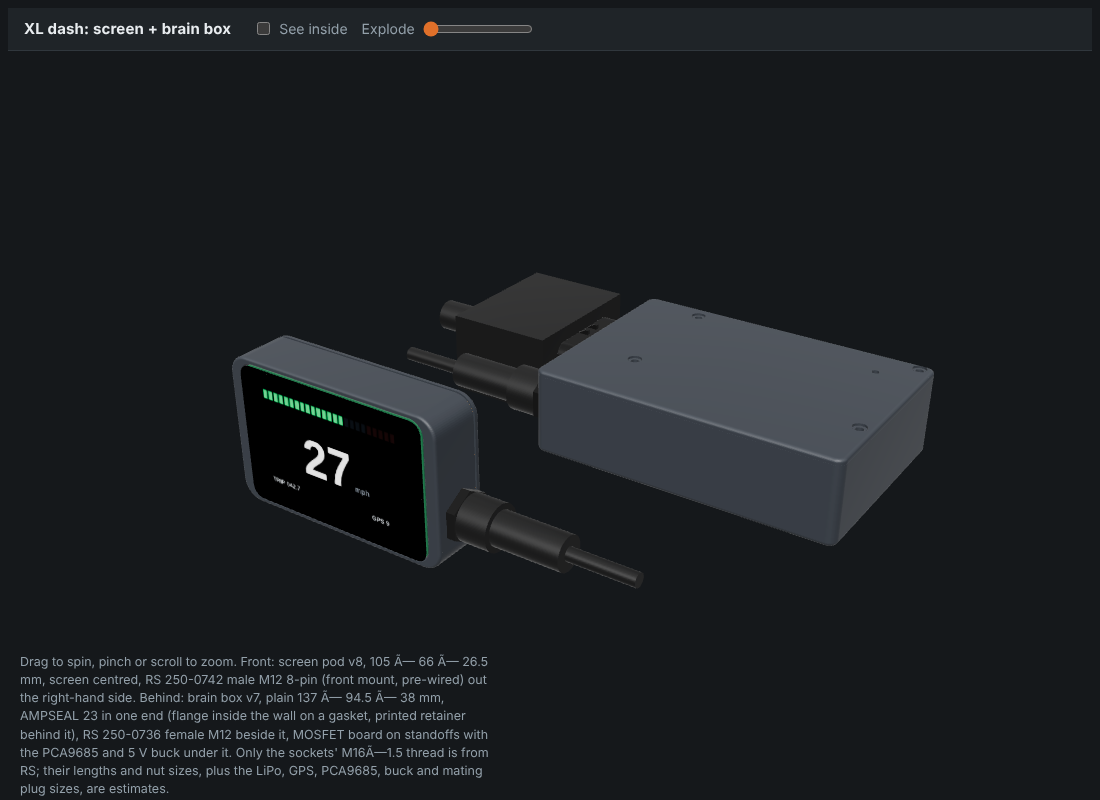 XL dash: screen + brain box
See inside
Explode
27
mph
TRIP 142.7
GPS 9
Drag to spin, pinch or scroll to zoom. Front: screen pod v8, 105 Ã— 66 Ã— 26.5
mm, screen centred, RS 250-0742 male M12 8-pin (front mount, pre-wired) out
the right-hand side. Behind: brain box v7, plain 137 Ã— 94.5 Ã— 38 mm,
AMPSEAL 23 in one end (flange inside the wall on a gasket, printed retainer
behind it), RS 250-0736 female M12 beside it, MOSFET board on standoffs with
the PCA9685 and 5 V buck under it. Only the sockets' M16Ã—1.5 thread is from
RS; their lengths and nut sizes, plus the LiPo, GPS, PCA9685, buck and mating
plug sizes, are estimates.